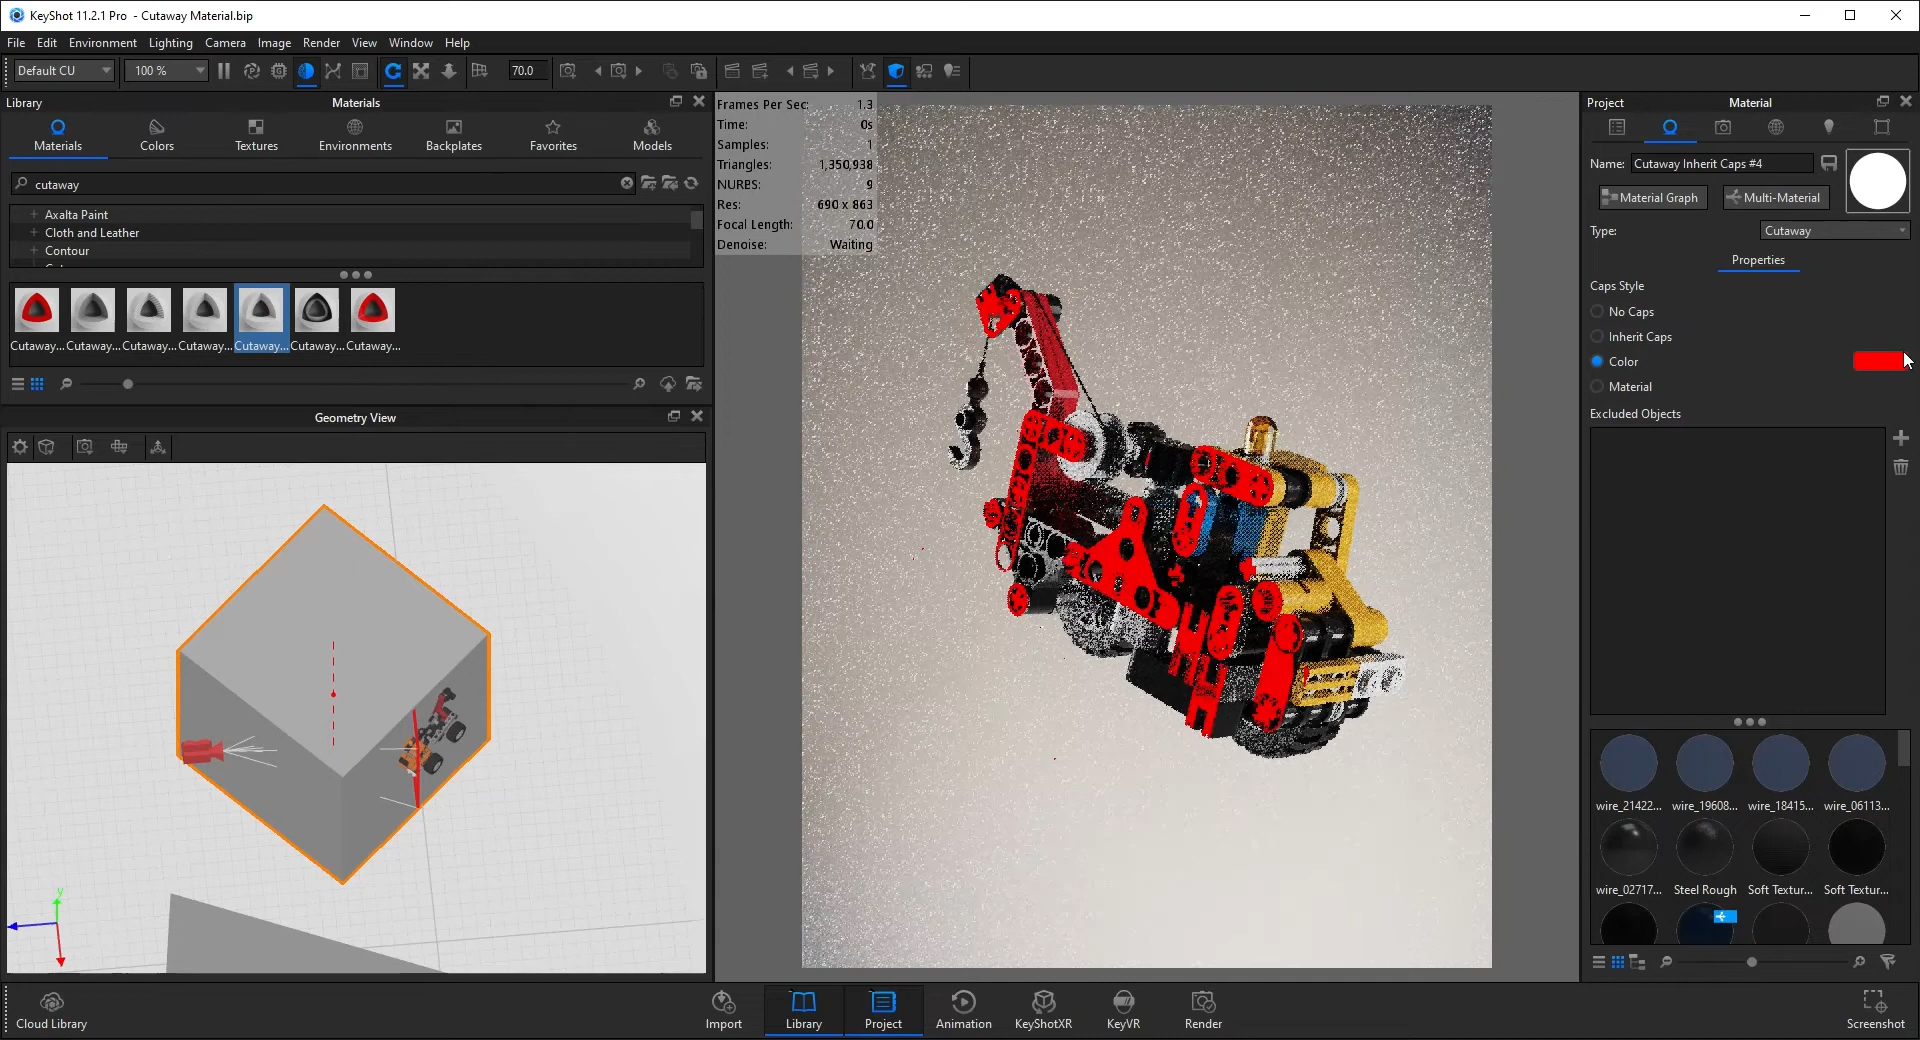 KeyShot 11.2.1 Pro - Cutaway Material.bip
File Edit Environment Lighting Camera Image Render View Window Help
Default CU 100 % 70.0
Library Materials
Materials Colors Textures Environments Backplates Favorites Models
cutaway
Axalta Paint
Cloth and Leather
Contour
Cutaway... Cutaway... Cutaway... Cutaway... Cutaway... Cutaway... Cutaway...
Geometry View
y
Frames Per Sec: 1.3
Time: 0s
Samples: 1
Triangles: 1,350,938
NURBS: 9
Res: 690 x 863
Focal Length: 70.0
Denoise: Waiting
Project Material
Name: Cutaway Inherit Caps #4
Material Graph Multi-Material
Type: Cutaway
Properties
Caps Style
No Caps
Inherit Caps
Color
Material
Excluded Objects
wire_21422... wire_19608... wire_18415... wire_06113...
wire_02717... Steel Rough Soft Textur... Soft Textur...
Cloud Library Import Library Project Animation KeyShotXR KeyVR Render Screenshot